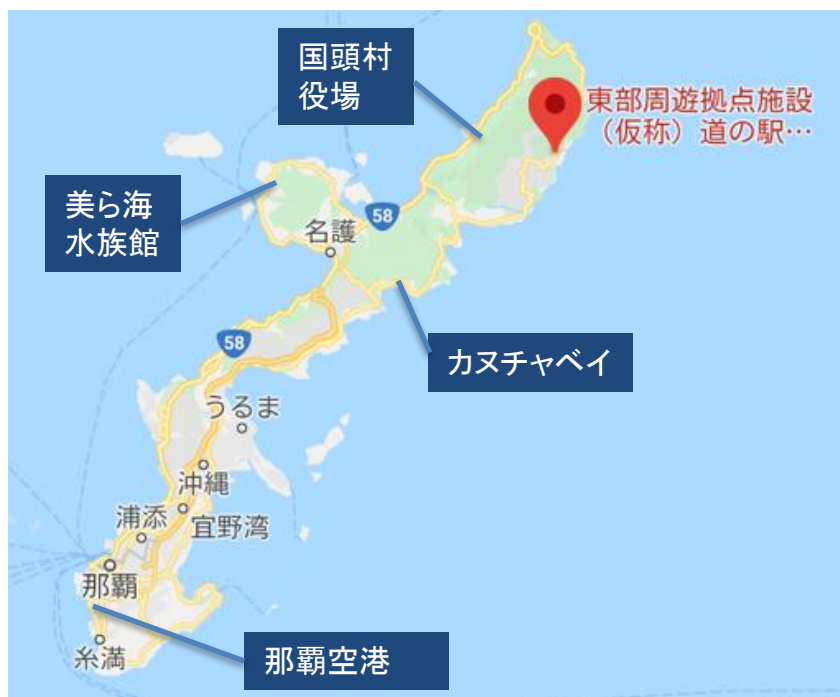 国頭村
役場
東部周遊拠点施設
（仮称）道の駅…
美ら海
水族館
58
名護
58
カヌチャベイ
うるま
沖縄
浦添
宜野湾
那覇
糸満
那覇空港